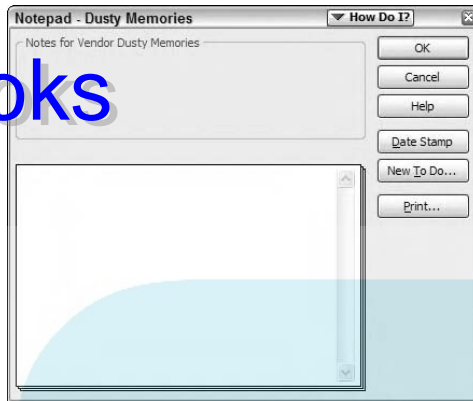 Notepad - Dusty Memories
How Do I?
Notes for Vendor Dusty Memories
oks
OK
Cancel
Help
Date Stamp
New To Do...
Print...